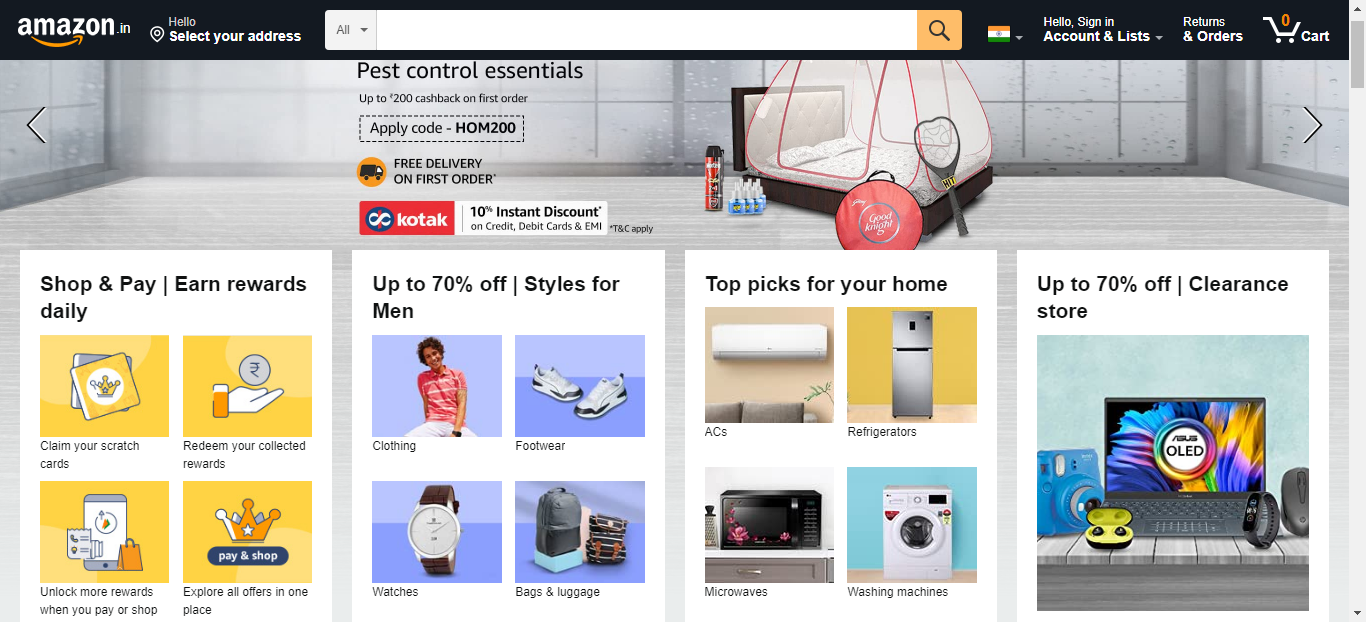 amazon.in
Hello
Select your address
All
Hello, Sign in
Account & Lists
Returns
& Orders
0
Cart
Pest control essentials
Up to ₹200 cashback on first order
Apply code - HOM200
FREE DELIVERY
ON FIRST ORDER*
kotak
10% Instant Discount*
on Credit, Debit Cards & EMI
*T&C apply
HIT
Good
knight
Shop & Pay | Earn rewards
daily
Claim your scratch
cards
Redeem your collected
rewards
pay & shop
Unlock more rewards
when you pay or shop
Explore all offers in one
place
Up to 70% off | Styles for
Men
Clothing
Footwear
Watches
Bags & luggage
Top picks for your home
ACs
Refrigerators
Microwaves
Washing machines
Up to 70% off | Clearance
store
ASUS
OLED